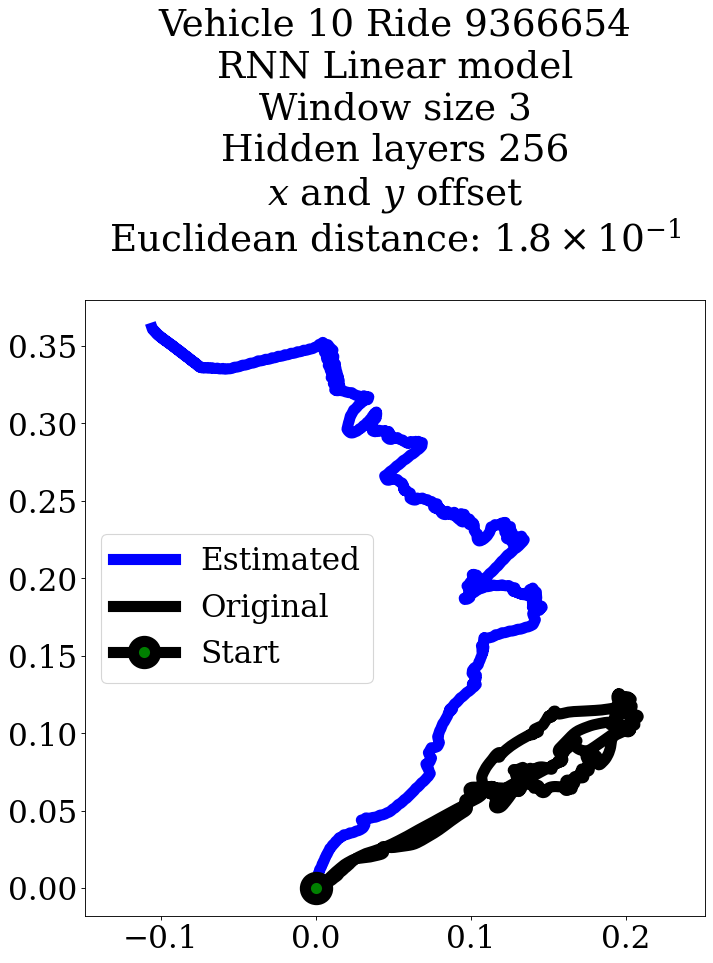 Vehicle 10 Ride 9366654
RNN Linear model
Window size 3
Hidden layers 256
x and y offset
Euclidean distance: 1.8 × 10⁻¹
0.35
0.30
0.25
0.20
0.15
0.10
0.05
0.00
Estimated
Original
Start
−0.1
0.0
0.1
0.2